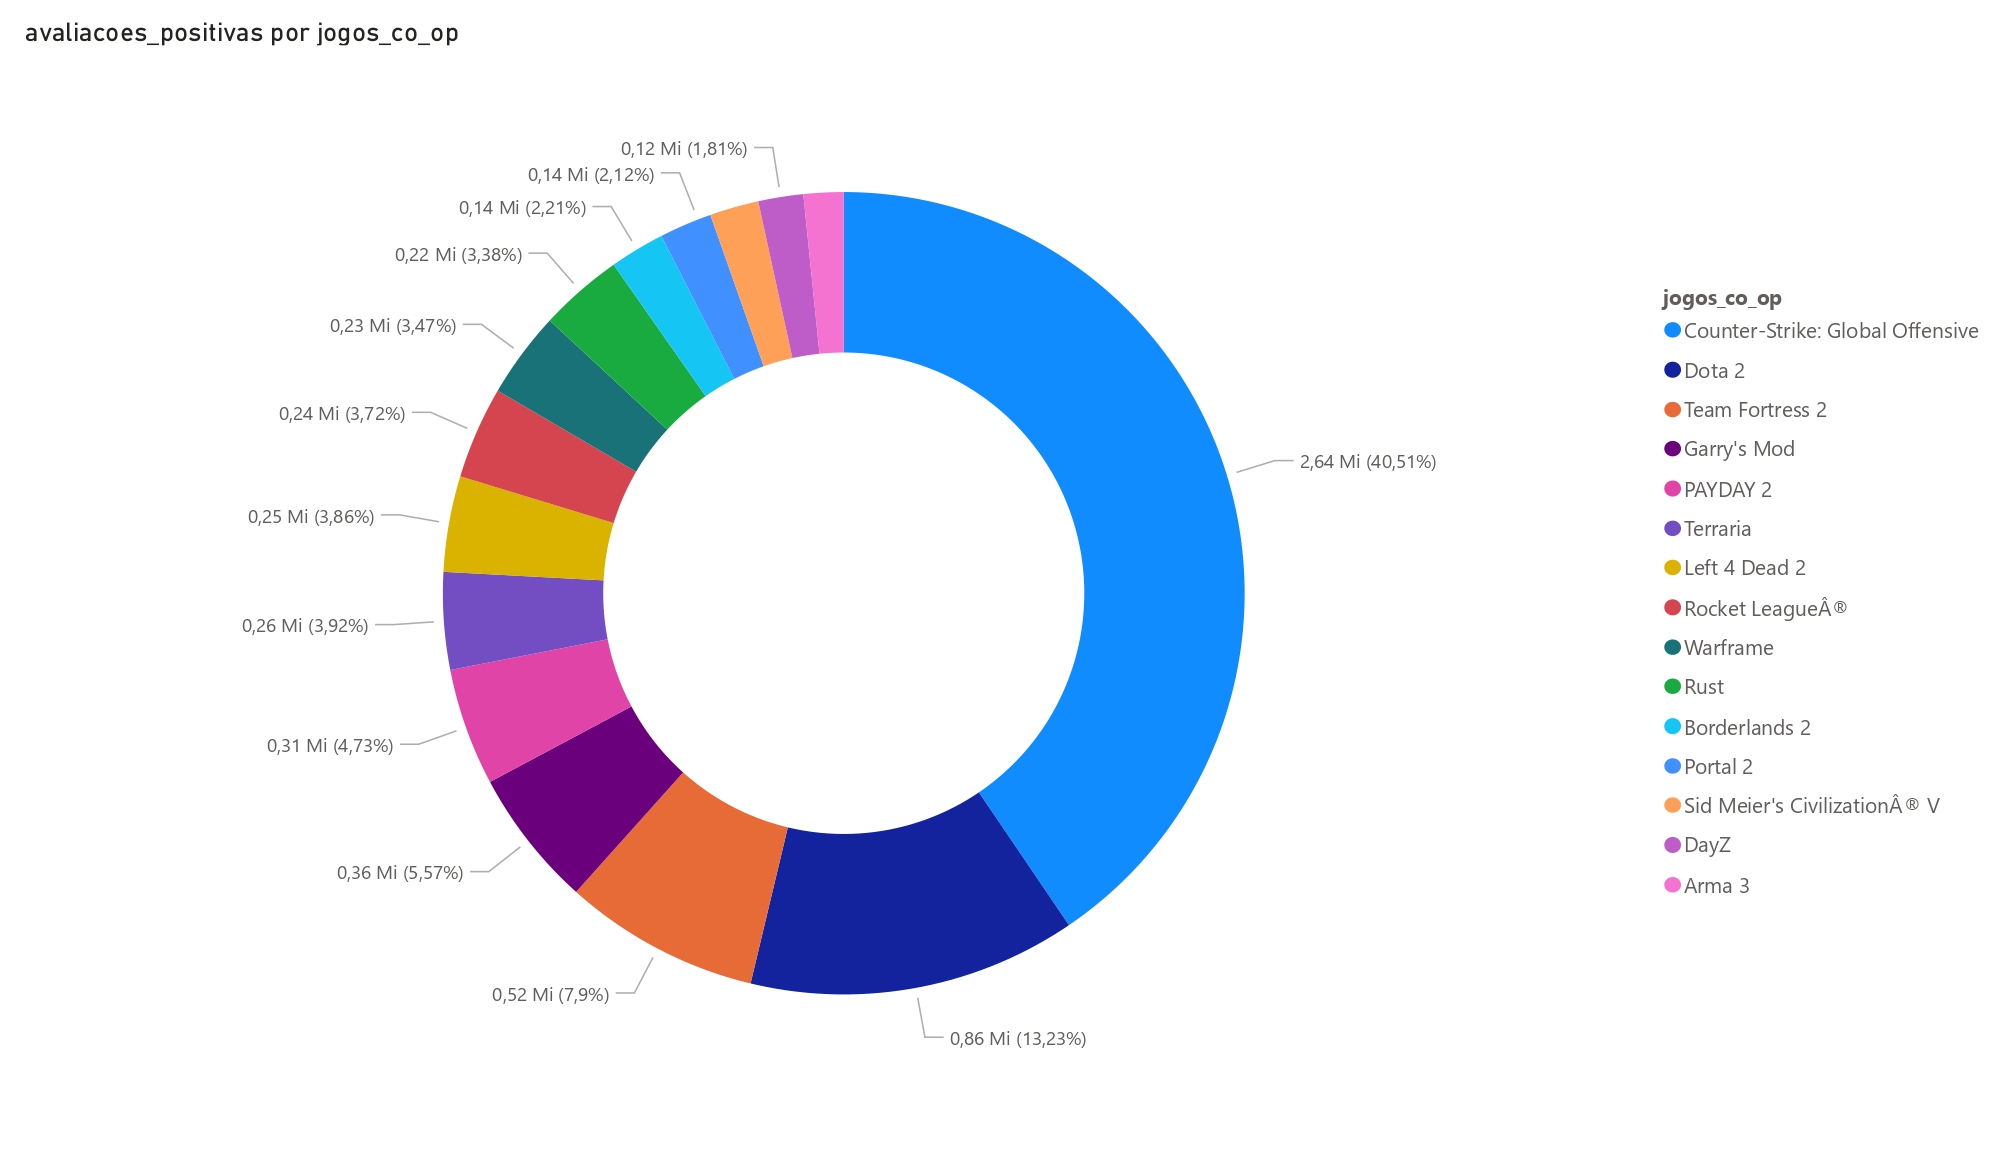 avaliacoes_positivas por jogos_co_op
0,12 Mi (1,81%)
0,14 Mi (2,12%)
0,14 Mi (2,21%)
0,22 Mi (3,38%)
0,23 Mi (3,47%)
0,24 Mi (3,72%)
2,64 Mi (40,51%)
0,25 Mi (3,86%)
0,26 Mi (3,92%)
0,31 Mi (4,73%)
0,36 Mi (5,57%)
0,52 Mi (7,9%)
0,86 Mi (13,23%)
jogos_co_op
Counter-Strike: Global Offensive
Dota 2
Team Fortress 2
Garry's Mod
PAYDAY 2
Terraria
Left 4 Dead 2
Rocket LeagueÂ®
Warframe
Rust
Borderlands 2
Portal 2
Sid Meier's CivilizationÂ® V
DayZ
Arma 3